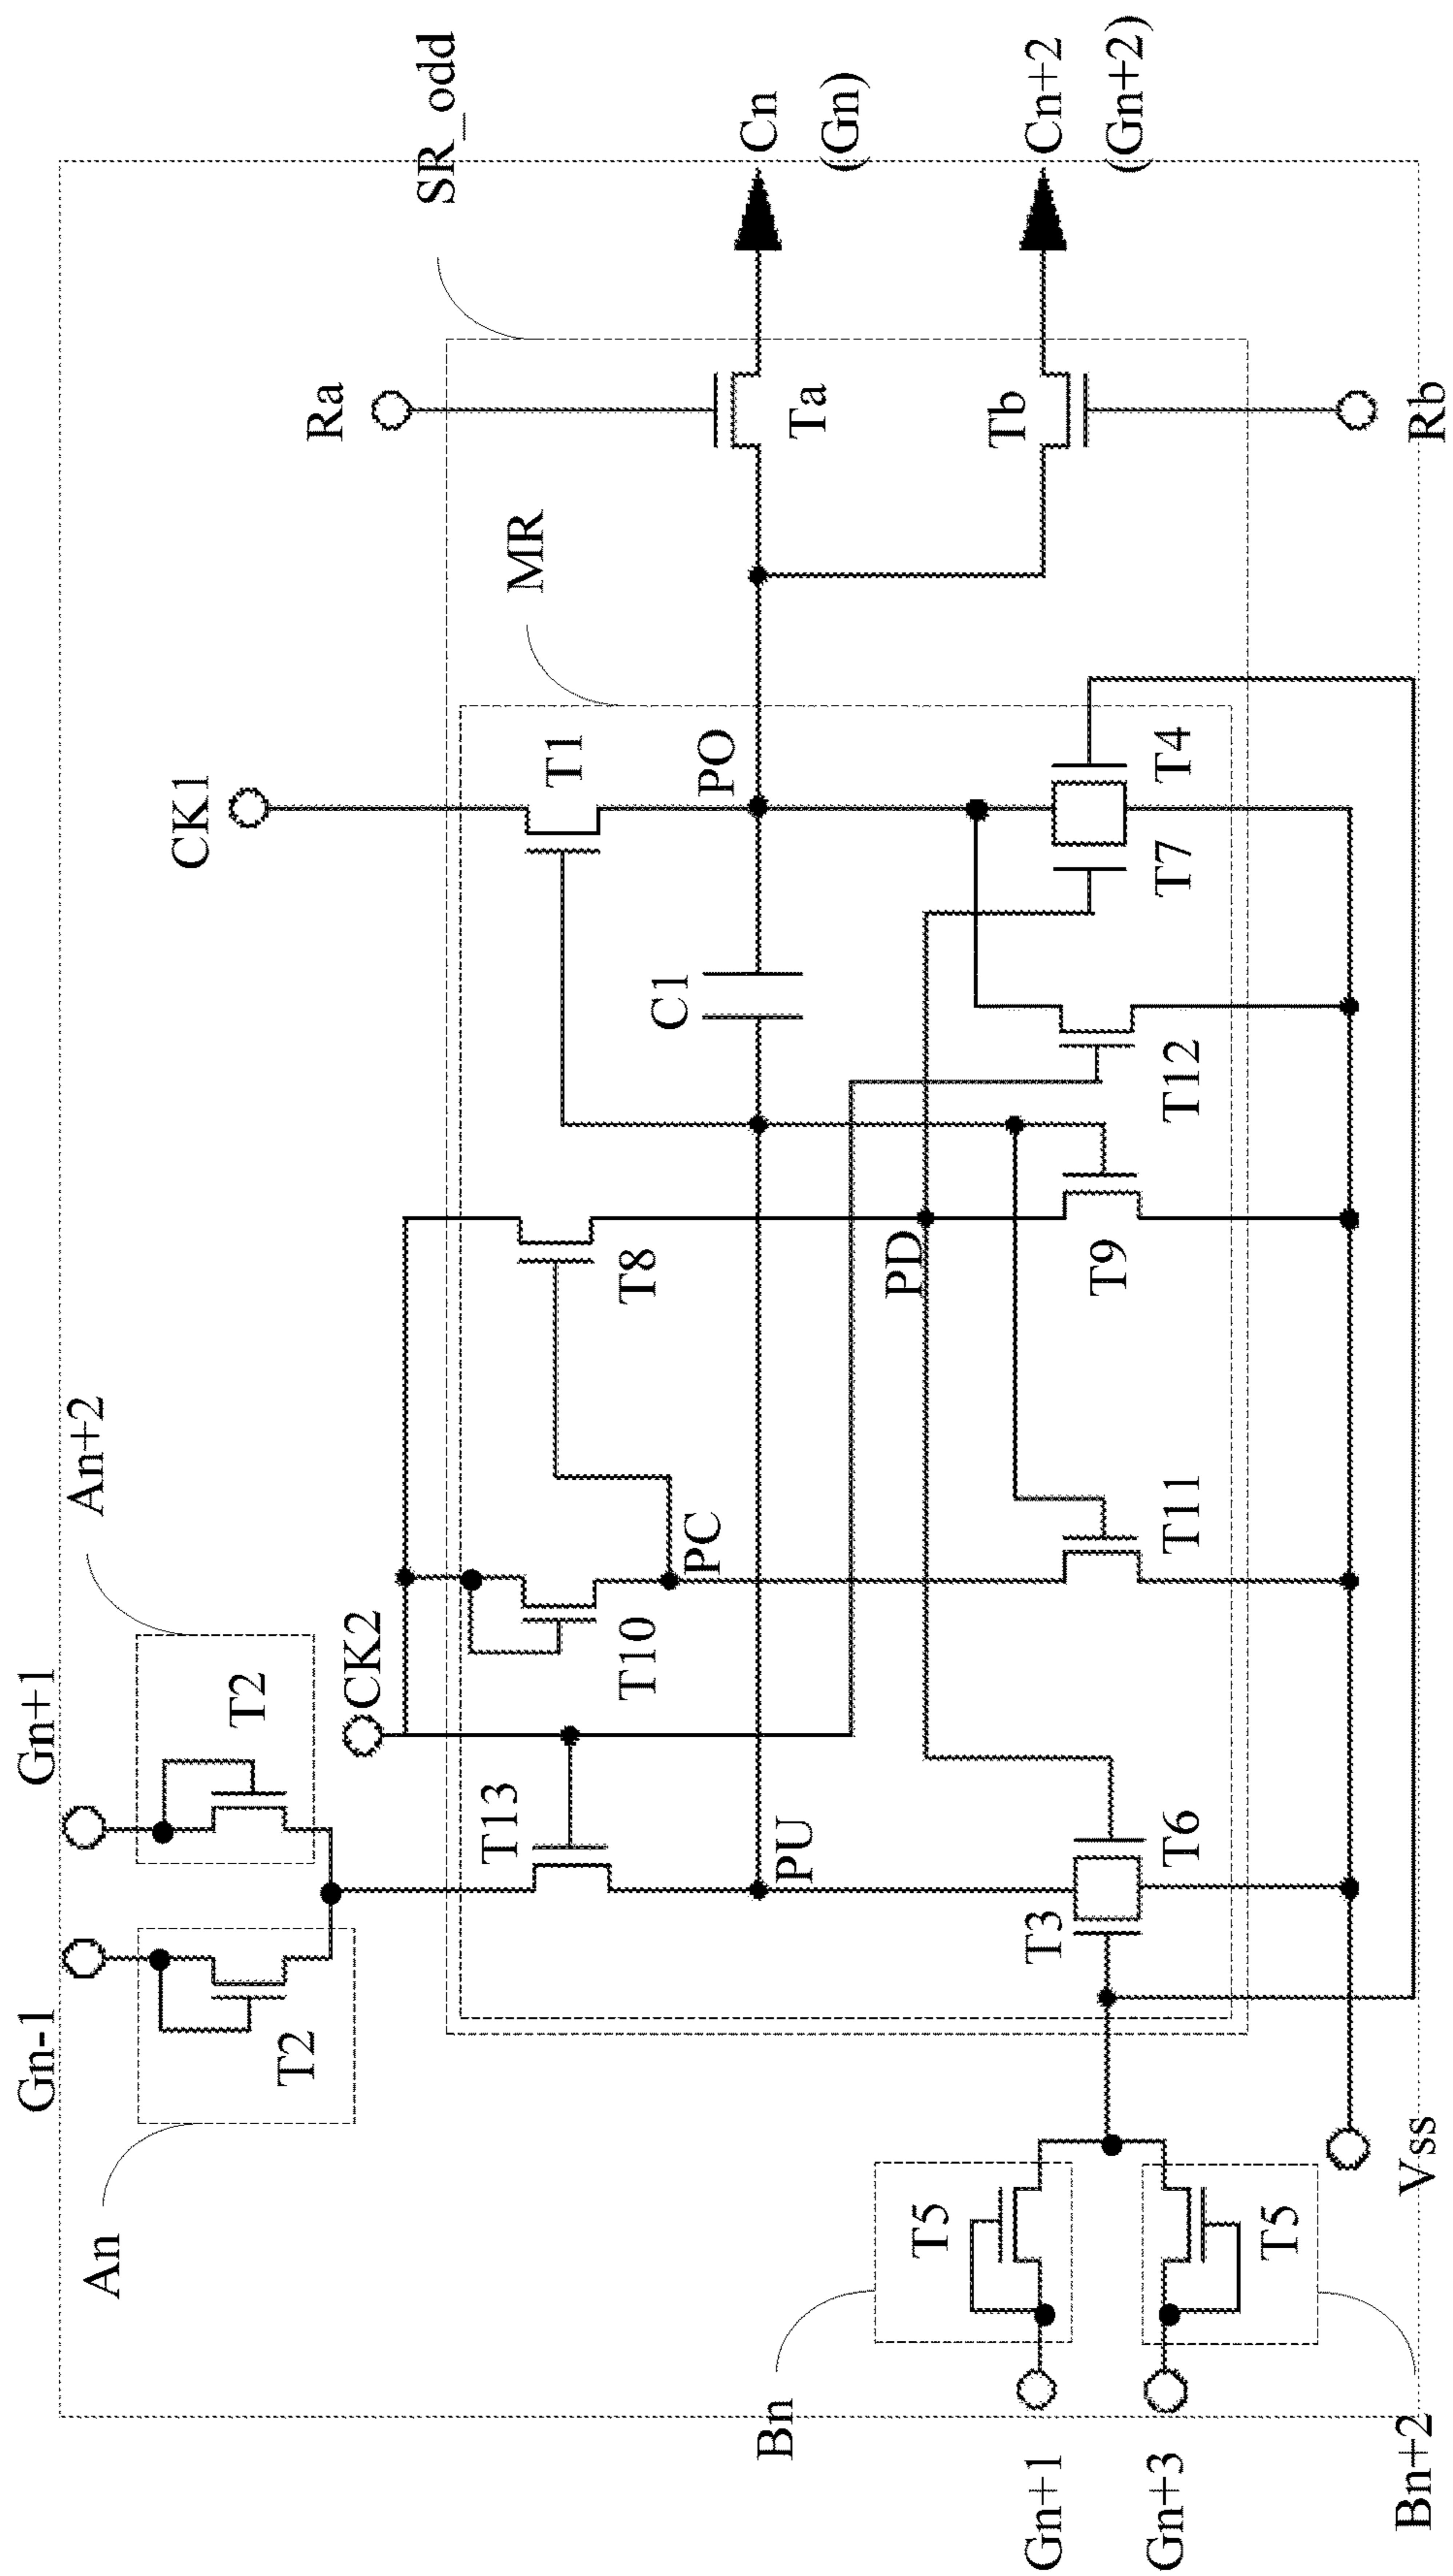 Gn-1
Gn+1
An
An+2
T2
T2
CK2
CK1
Ra
SR_odd
MR
T13
T10
T8
T1
PC
C1
PO
Cn
(Gn)
Ta
PU
PD
Tb
Cn+2
(Gn+2)
Bn
T5
Gn+1
Gn+3
T5
Bn+2
T3
T6
T11
T9
T12
T7
T4
Vss
Rb